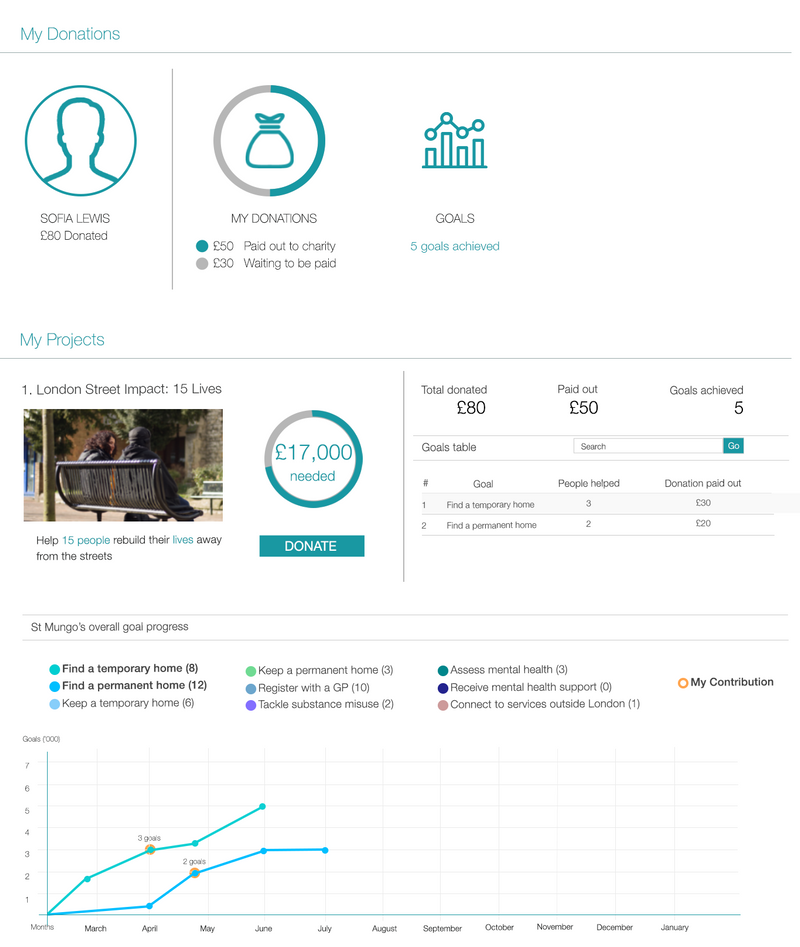 My Donations
SOFIA LEWIS
£80 Donated
MY DONATIONS
£50 Paid out to charity
£30 Waiting to be paid
GOALS
5 goals achieved
My Projects
1. London Street Impact: 15 Lives
Help 15 people rebuild their lives away
from the streets
£17,000
needed
DONATE
Total donated Paid out Goals achieved
£80 £50 5
Goals table Search Go
# Goal People helped Donation paid out
1 Find a temporary home 3 £30
2 Find a permanent home 2 £20
St Mungo's overall goal progress
Find a temporary home (8)
Find a permanent home (12)
Keep a temporary home (6)
Keep a permanent home (3)
Register with a GP (10)
Tackle substance misuse (2)
Assess mental health (3)
Receive mental health support (0)
Connect to services outside London (1)
My Contribution
Goals ('000)
7
6
5
4
3
2
1
3 goals
2 goals
Months March April May June July August September October November December January